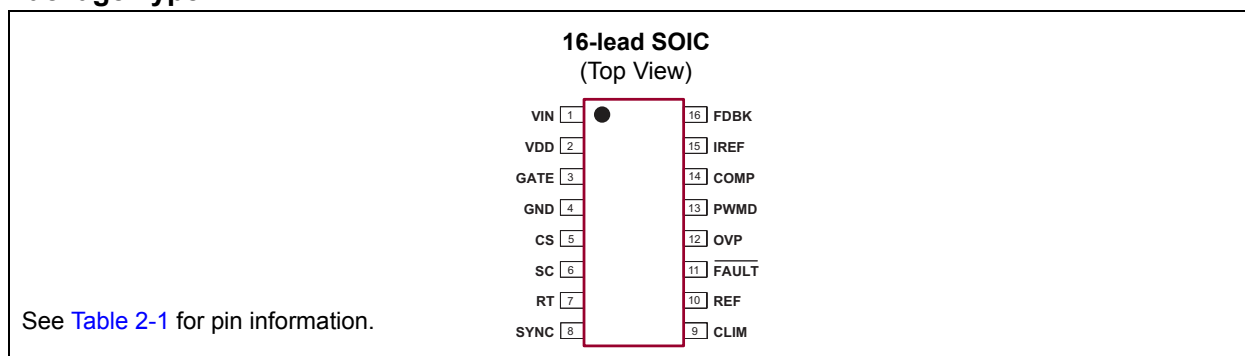 16-lead SOIC
(Top View)
VIN 1 16 FDBK
VDD 2 15 IREF
GATE 3 14 COMP
GND 4 13 PWMD
CS 5 12 OVP
SC 6 11 FAULT
RT 7 10 REF
SYNC 8 9 CLIM
See Table 2-1 for pin information.